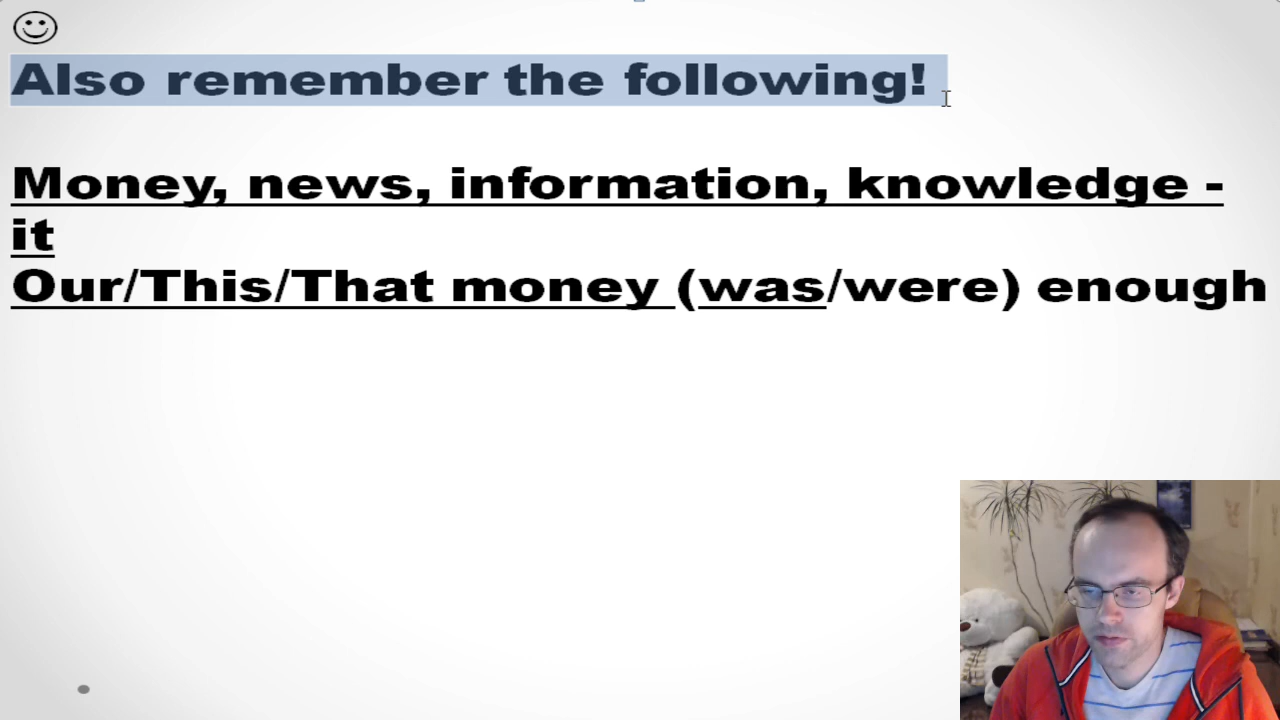 Also remember the following!
Money, news, information, knowledge -
it
Our/This/That money (was/were) enough